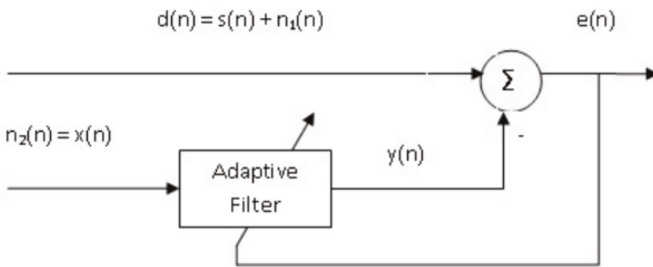 d(n) = s(n) + n₁(n)
e(n)
Σ
n₂(n) = x(n)
y(n)
-
Adaptive
Filter